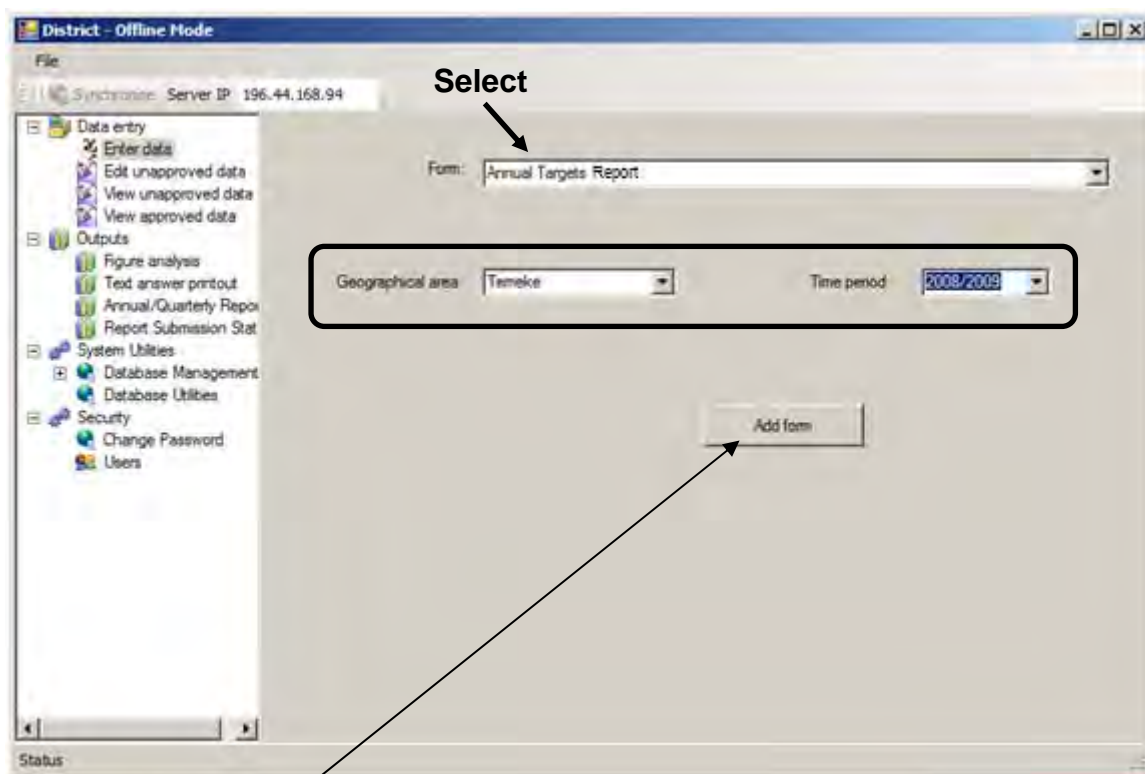 District - Offline Mode
File
Synchronise Server IP 196.44.168.94
Select
Data entry
Enter data
Edit unapproved data
View unapproved data
View approved data
Outputs
Figure analysis
Text answer printout
Annual/Quarterly Repor
Report Submission Stat
System Utilities
Database Management
Database Utilities
Security
Change Password
Users
Form: Annual Targets Report
Geographical area Temeke Time period 2008/2009
Add form
Status